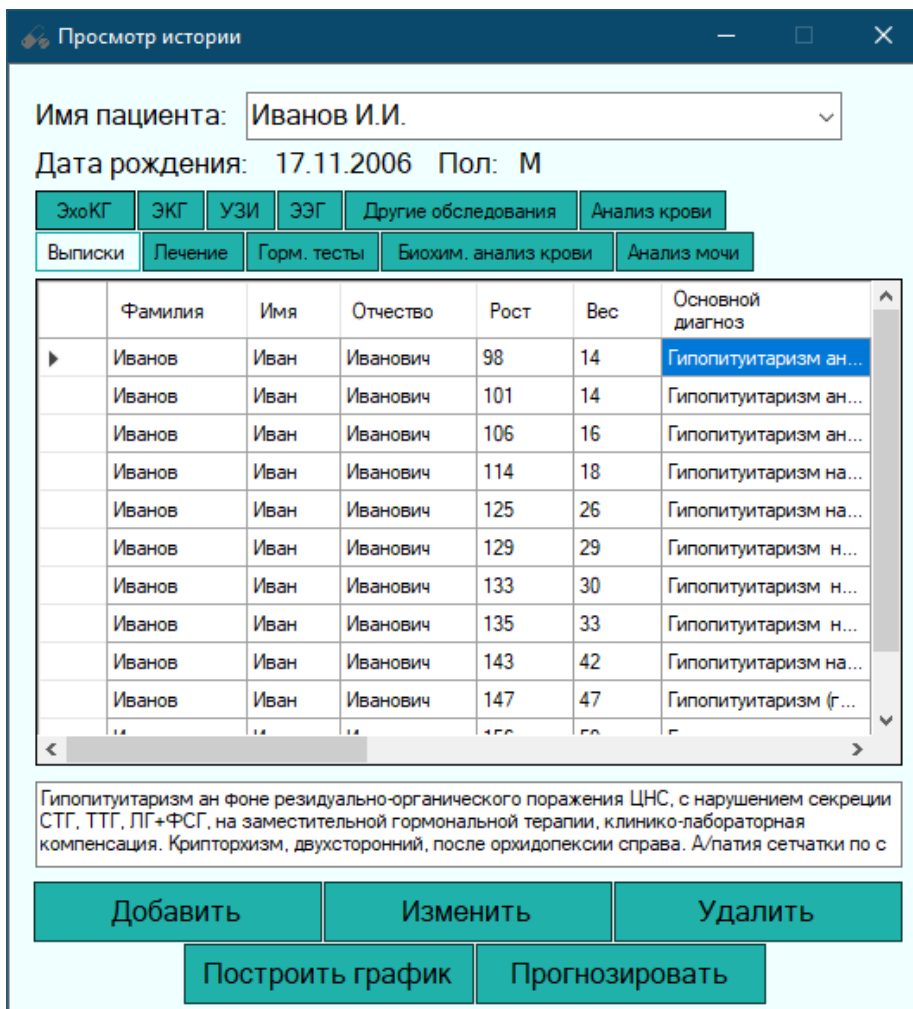 Просмотр истории
Имя пациента: Иванов И.И.
Дата рождения: 17.11.2006 Пол: М
ЭхоКГ ЭКГ УЗИ ЭЭГ Другие обследования Анализ крови
Выписки Лечение Горм. тесты Биохим. анализ крови Анализ мочи
Фамилия Имя Отчество Рост Вес Основной
диагноз
Иванов Иван Иванович 98 14 Гипопитуитаризм ан...
Иванов Иван Иванович 101 14 Гипопитуитаризм ан...
Иванов Иван Иванович 106 16 Гипопитуитаризм ан...
Иванов Иван Иванович 114 18 Гипопитуитаризм на...
Иванов Иван Иванович 125 26 Гипопитуитаризм на...
Иванов Иван Иванович 129 29 Гипопитуитаризм н...
Иванов Иван Иванович 133 30 Гипопитуитаризм н...
Иванов Иван Иванович 135 33 Гипопитуитаризм н...
Иванов Иван Иванович 143 42 Гипопитуитаризм на...
Иванов Иван Иванович 147 47 Гипопитуитаризм (г...
Гипопитуитаризм ан фоне резидуально-органического поражения ЦНС, с нарушением секреции
СТГ, ТТГ, ЛГ+ФСГ, на заместительной гормональной терапии, клинико-лабораторная
компенсация. Крипторхизм, двухсторонний, после орхидопексии справа. А/патия сетчатки по с
Добавить Изменить Удалить
Построить график Прогнозировать